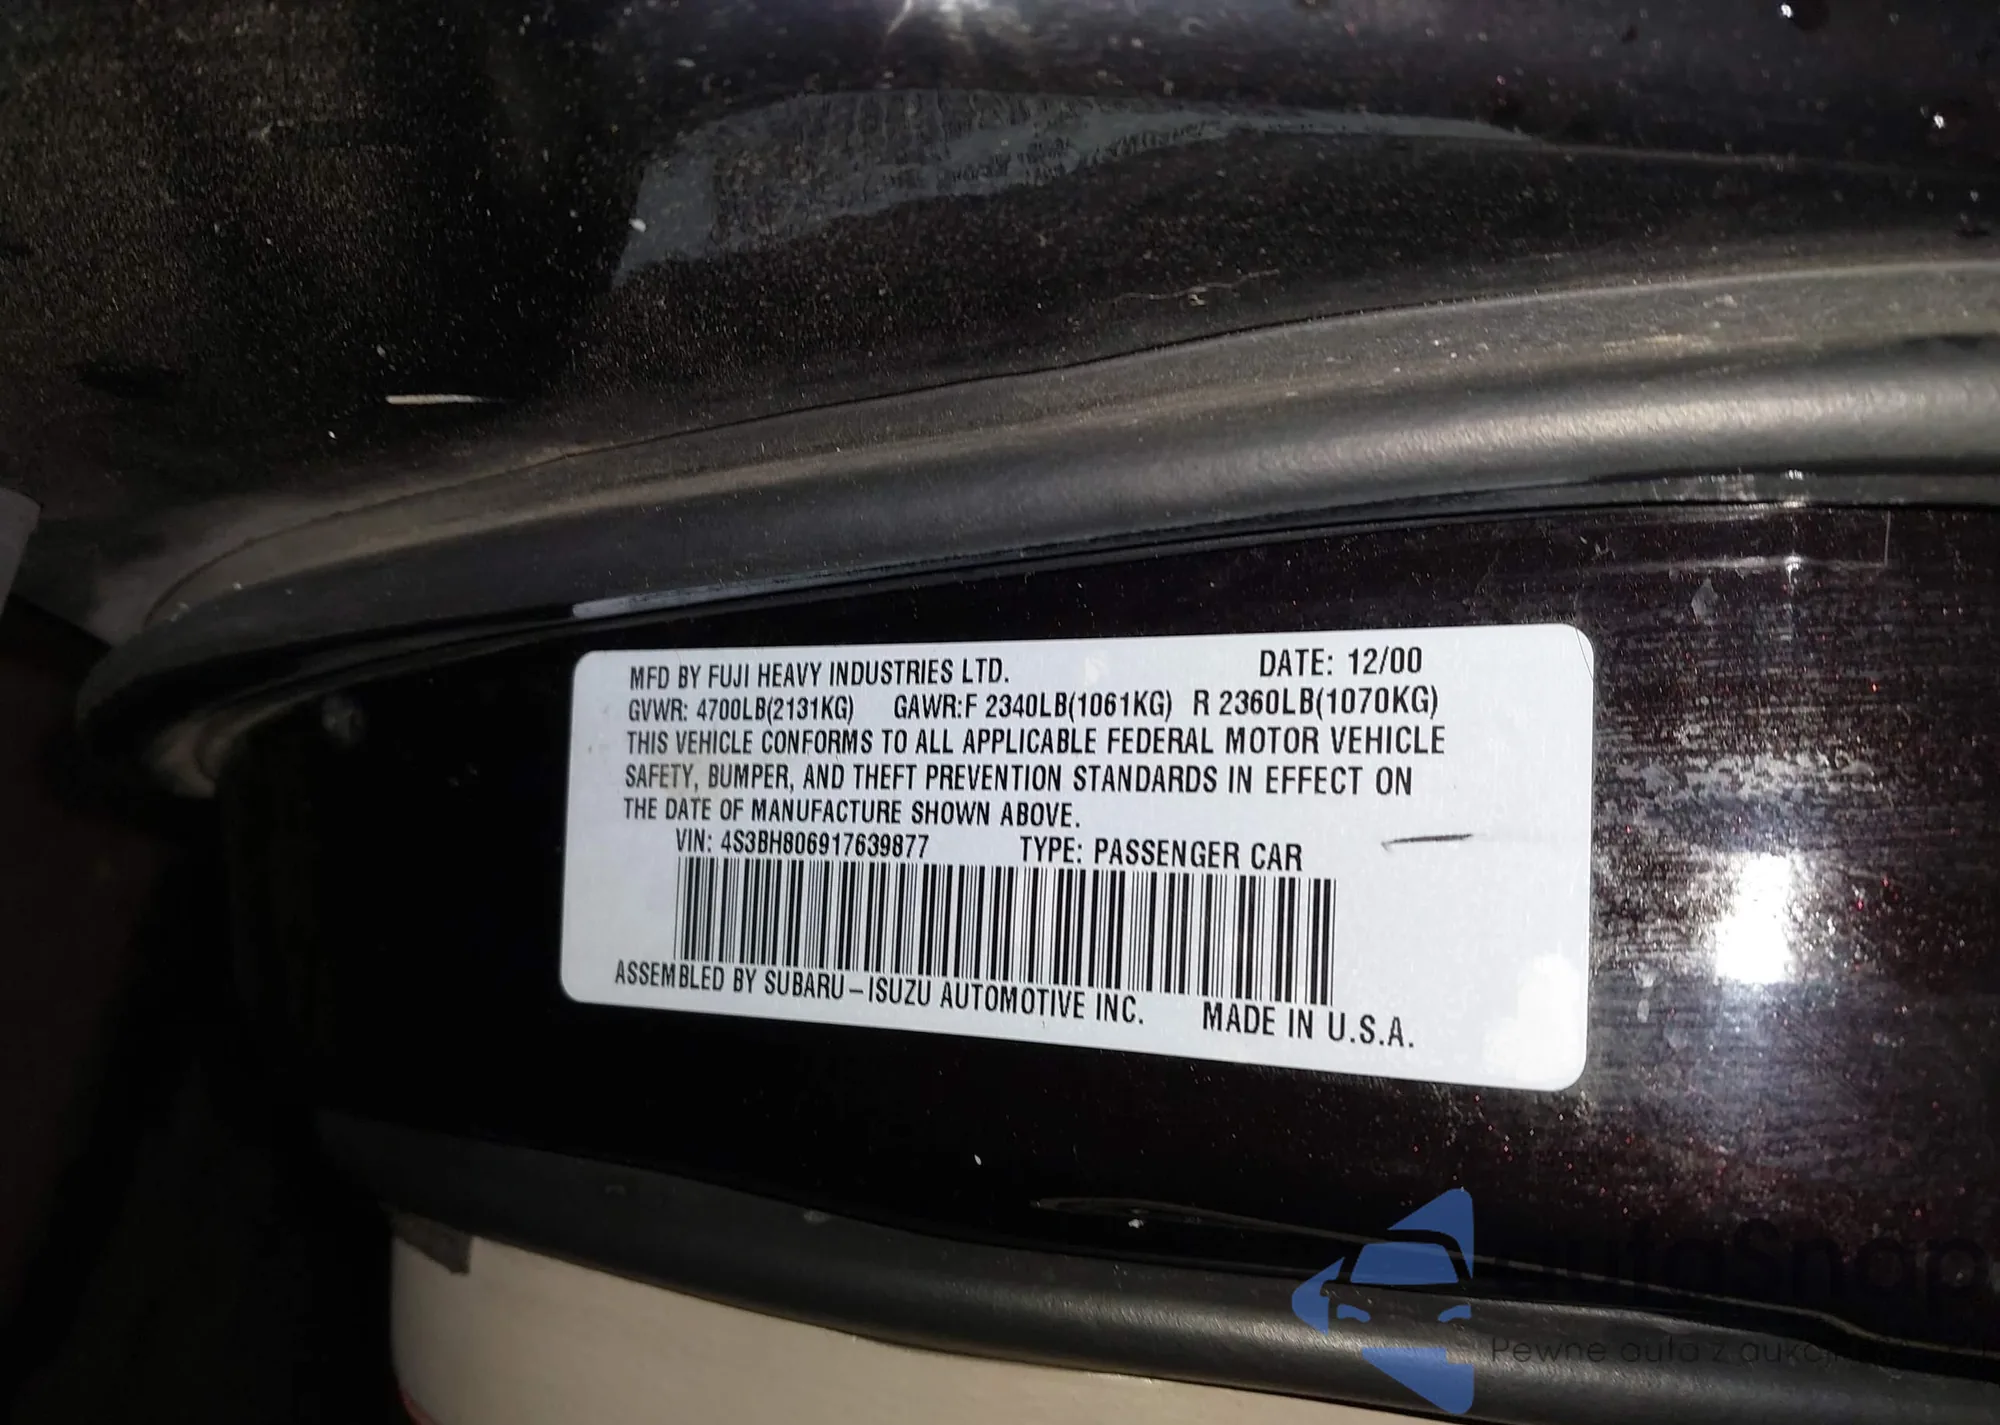 MFD BY FUJI HEAVY INDUSTRIES LTD. DATE: 12/00
GVWR: 4700LB(2131KG) GAWR:F 2340LB(1061KG) R 2360LB(1070KG)
THIS VEHICLE CONFORMS TO ALL APPLICABLE FEDERAL MOTOR VEHICLE
SAFETY, BUMPER, AND THEFT PREVENTION STANDARDS IN EFFECT ON
THE DATE OF MANUFACTURE SHOWN ABOVE.
VIN: 4S3BH806917639877 TYPE: PASSENGER CAR
ASSEMBLED BY SUBARU-ISUZU AUTOMOTIVE INC. MADE IN U.S.A.
Pewne auta z